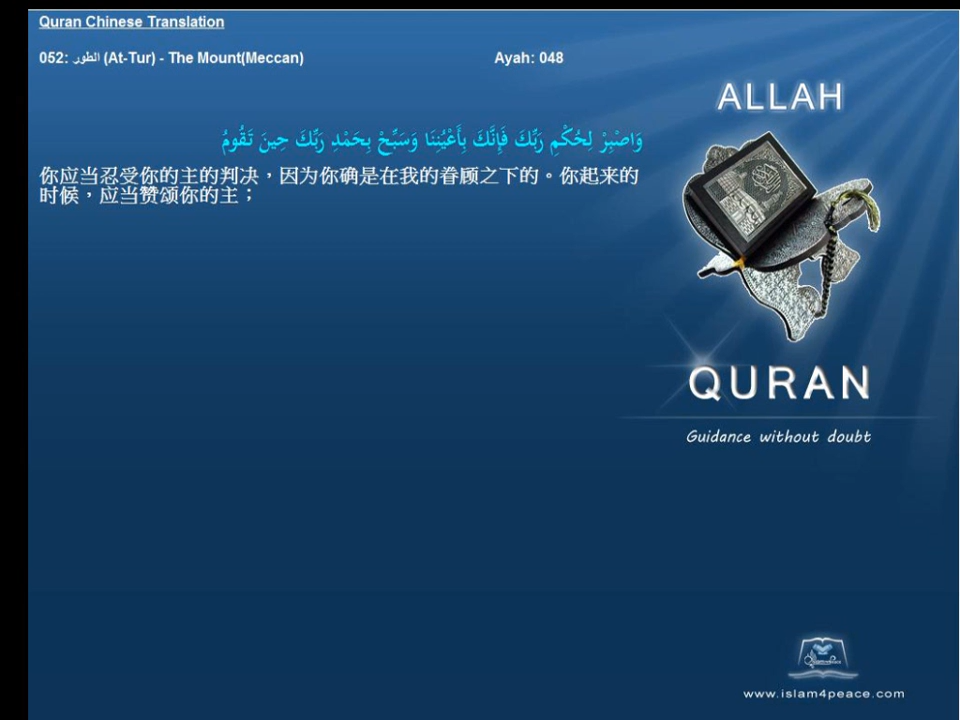 Quran Chinese Translation
052: الطور (At-Tur) - The Mount(Meccan) Ayah: 048
ALLAH
وَاصْبِرْ لِحُكْمِ رَبِّكَ فَإِنَّكَ بِأَعْيُنِنَا وَسَبِّحْ بِحَمْدِ رَبِّكَ حِينَ تَقُومُ
你应当忍受你的主的判决，因为你确是在我的眷顾之下的。你起来的
时候，应当赞颂你的主；
QURAN
Guidance without doubt
www.islam4peace.com